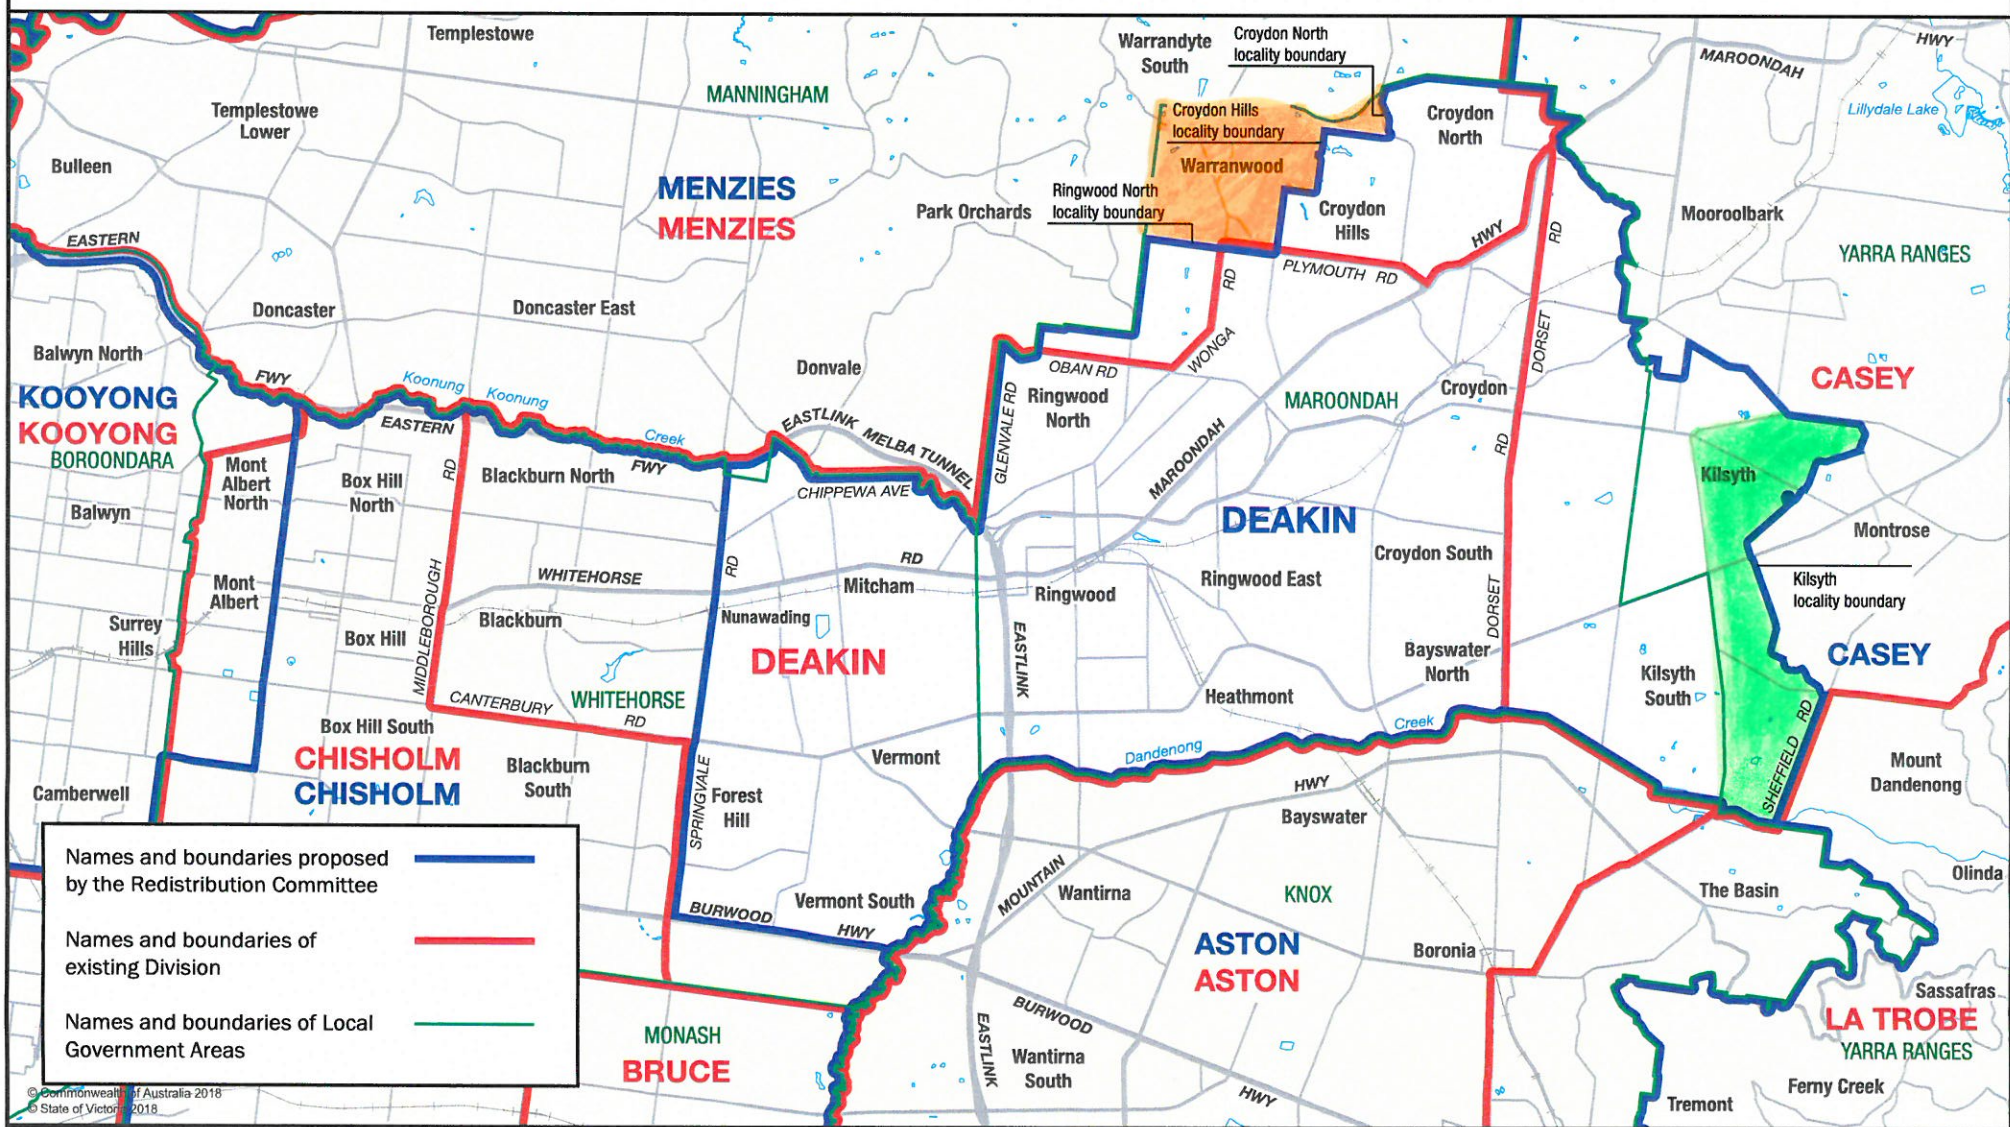 Templestowe
Warrandyte
South
Croydon North
locality boundary
MAROONDAH
HWY
MANNINGHAM
Templestowe
Lower
Croydon Hills
locality boundary
Croydon
North
Lillydale Lake
Bulleen
Warranwood
MENZIES
MENZIES
Ringwood North
locality boundary
Park Orchards
Croydon
Hills
Mooroolbark
EASTERN
HWY
RD
YARRA RANGES
PLYMOUTH RD
RD
Doncaster
Doncaster East
Balwyn North
Donvale
OBAN RD
WONGA
DORSET
CASEY
FWY
Koonung
Koonung
KOOYONG
KOOYONG
BOROONDARA
Ringwood
North
GLENVALE RD
MAROONDAH
Croydon
EASTERN
EASTLINK
MELBA TUNNEL
MAROONDAH
RD
Creek
FWY
Mont
Albert
North
Box Hill
North
RD
Blackburn North
CHIPPEWA AVE
Kilsyth
Balwyn
DEAKIN
Montrose
Croydon South
WHITEHORSE
RD
RD
Mitcham
Ringwood East
Kilsyth
locality boundary
Mont
Albert
MIDDLEBOROUGH
Ringwood
DORSET
Surrey
Hills
Box Hill
Blackburn
Nunawading
EASTLINK
Bayswater
North
CASEY
DEAKIN
Kilsyth
South
CANTERBURY
RD
WHITEHORSE
Heathmont
Box Hill South
Creek
SHEFFIELD RD
CHISHOLM
CHISHOLM
Blackburn
South
Vermont
Dandenong
Mount
Dandenong
Camberwell
SPRINGVALE
Forest
Hill
HWY
Bayswater
Names and boundaries proposed
by the Redistribution Committee
Vermont South
MOUNTAIN
Wantirna
KNOX
The Basin
Olinda
BURWOOD
HWY
Names and boundaries of
existing Division
ASTON
ASTON
Boronia
Sassafras
Names and boundaries of Local
Government Areas
MONASH
BRUCE
EASTLINK
BURWOOD
Wantirna
South
HWY
LA TROBE
YARRA RANGES
Ferny Creek
Tremont
© Commonwealth of Australia 2018
© State of Victoria 2018